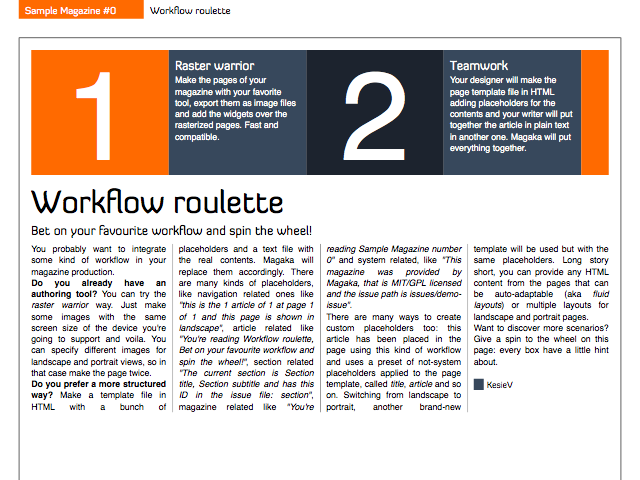 Sample Magazine #0
Workflow roulette
1
Raster warrior
Make the pages of your
magazine with your favorite
tool, export them as image files
and add the widgets over the
rasterized pages. Fast and
compatible.
2
Teamwork
Your designer will make the
page template file in HTML
adding placeholders for the
contents and your writer will put
together the article in plain text
in another one. Magaka will put
everything together.
Workflow roulette
Bet on your favourite workflow and spin the wheel!
You probably want to integrate
some kind of workflow in your
magazine production.
Do you already have an
authoring tool? You can try the
raster warrior way. Just make
some images with the same
screen size of the device you're
going to support and voila. You
can specify different images for
landscape and portrait views, so in
that case make the page twice.
Do you prefer a more structured
way? Make a template file in
HTML with a bunch of
placeholders and a text file with
the real contents. Magaka will
replace them accordingly. There
are many kinds of placeholders,
like navigation related ones like
"this is the 1 article of 1 at page 1
of 1 and this page is shown in
landscape", article related like
"You're reading Workflow roulette,
Bet on your favourite workflow and
spin the wheel!", section related
"The current section is Section
title, Section subtitle and has this
ID in the issue file: section",
magazine related like "You're
reading Sample Magazine number
0" and system related, like "This
magazine was provided by
Magaka, that is MIT/GPL licensed
and the issue path is issues/demo-
issue".
There are many ways to create
custom placeholders too: this
article has been placed in the
page using this kind of workflow
and uses a preset of not-system
placeholders applied to the page
template, called title, article and so
on. Switching from landscape to
portrait, another brand-new
template will be used but with the
same placeholders. Long story
short, you can provide any HTML
content from the pages that can
be auto-adaptable (aka fluid
layouts) or multiple layouts for
landscape and portrait pages.
Want to discover more scenarios?
Give a spin to the wheel on this
page: every box have a little hint
about.
KesieV